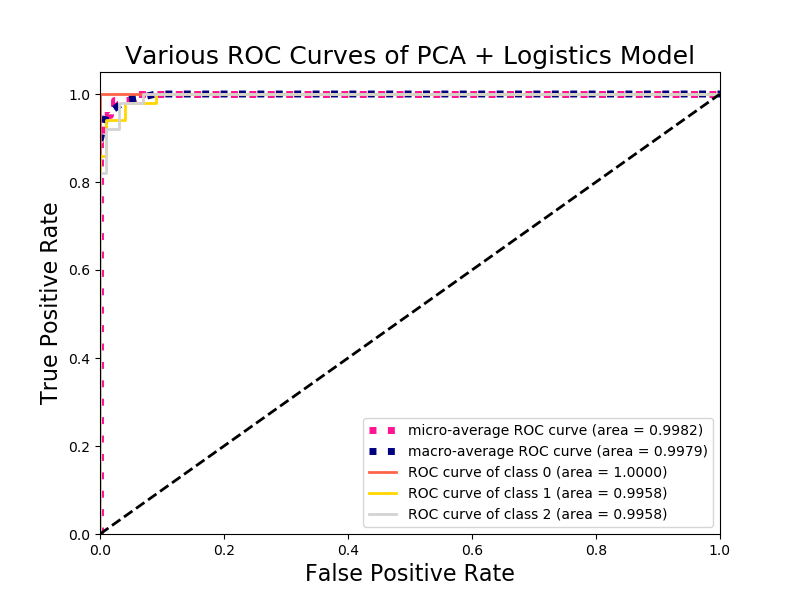 Various ROC Curves of PCA + Logistics Model
True Positive Rate
1.0
0.8
0.6
0.4
0.2
0.0
micro-average ROC curve (area = 0.9982)
macro-average ROC curve (area = 0.9979)
ROC curve of class 0 (area = 1.0000)
ROC curve of class 1 (area = 0.9958)
ROC curve of class 2 (area = 0.9958)
0.0 0.2 0.4 0.6 0.8 1.0
False Positive Rate